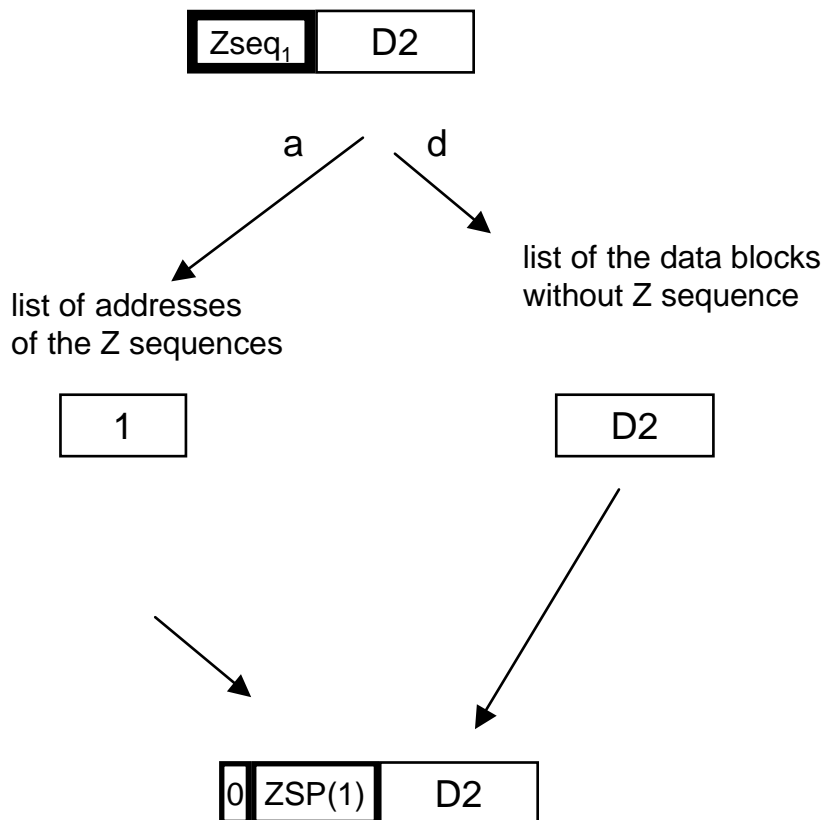 Zseq₁ D2
a d
list of the data blocks
without Z sequence
list of addresses
of the Z sequences
1 D2
0 ZSP(1) D2